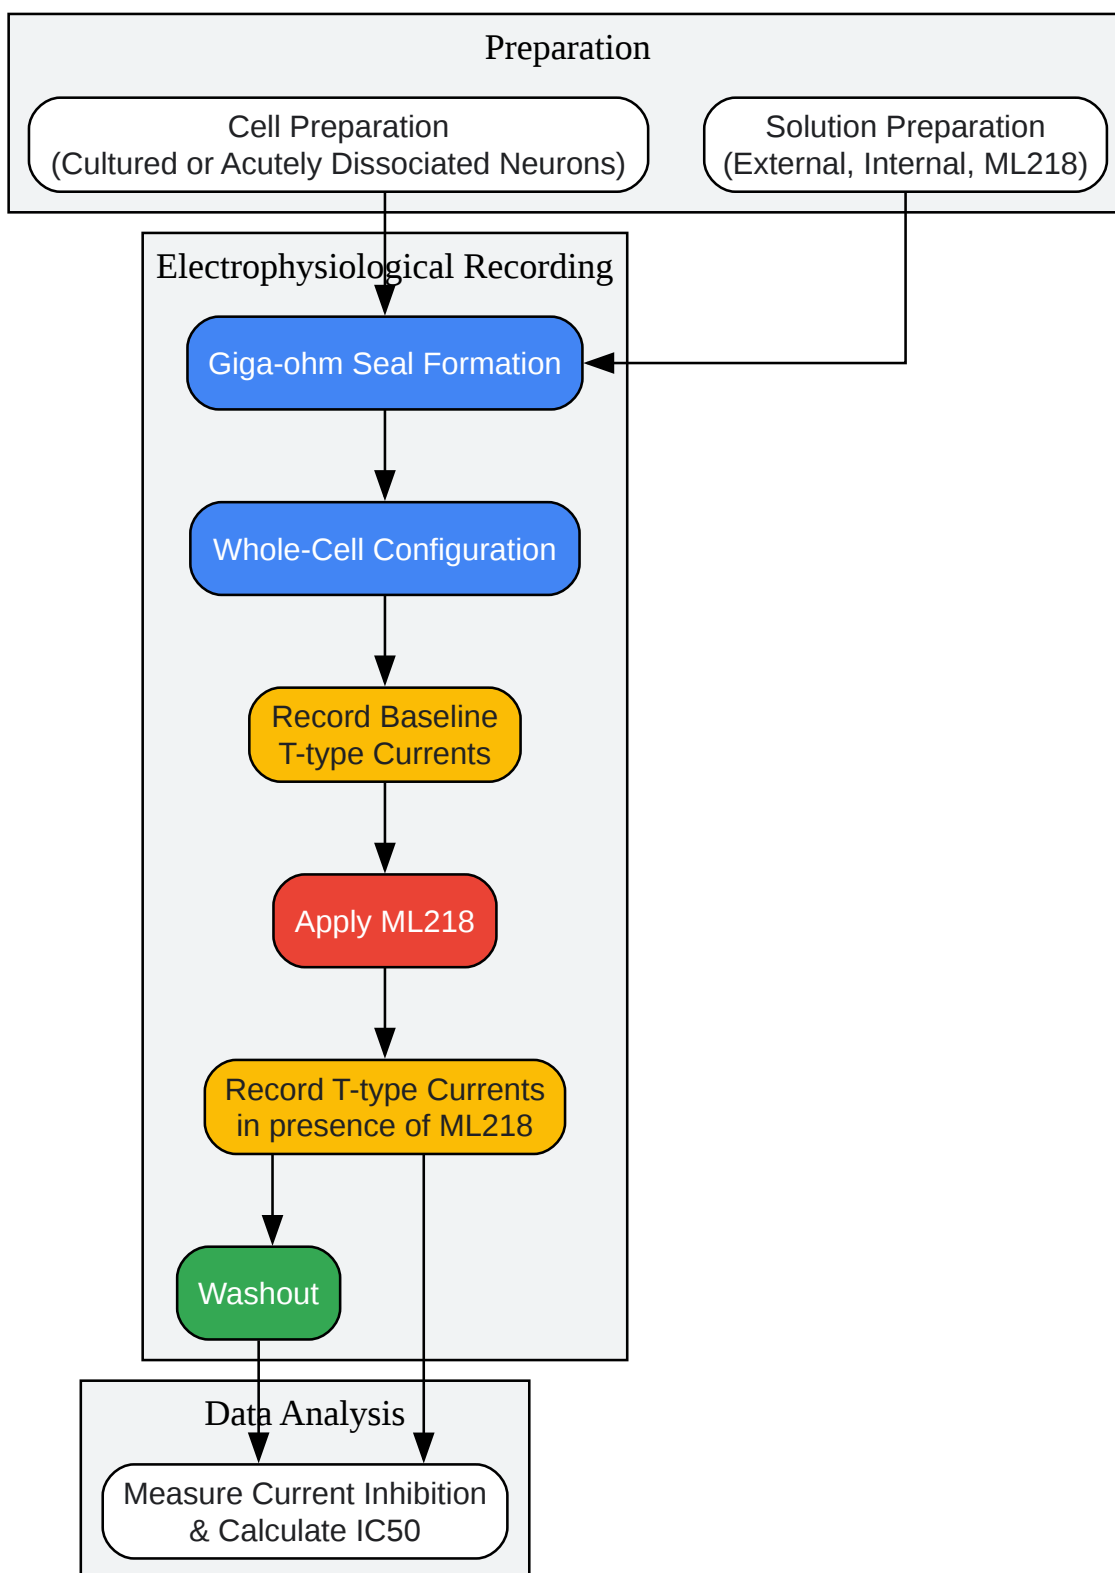 Preparation
Cell Preparation
(Cultured or Acutely Dissociated Neurons)
Solution Preparation
(External, Internal, ML218)
Electrophysiological Recording
Giga-ohm Seal Formation
Whole-Cell Configuration
Record Baseline
T-type Currents
Apply ML218
Record T-type Currents
in presence of ML218
Washout
Data Analysis
Measure Current Inhibition
& Calculate IC50